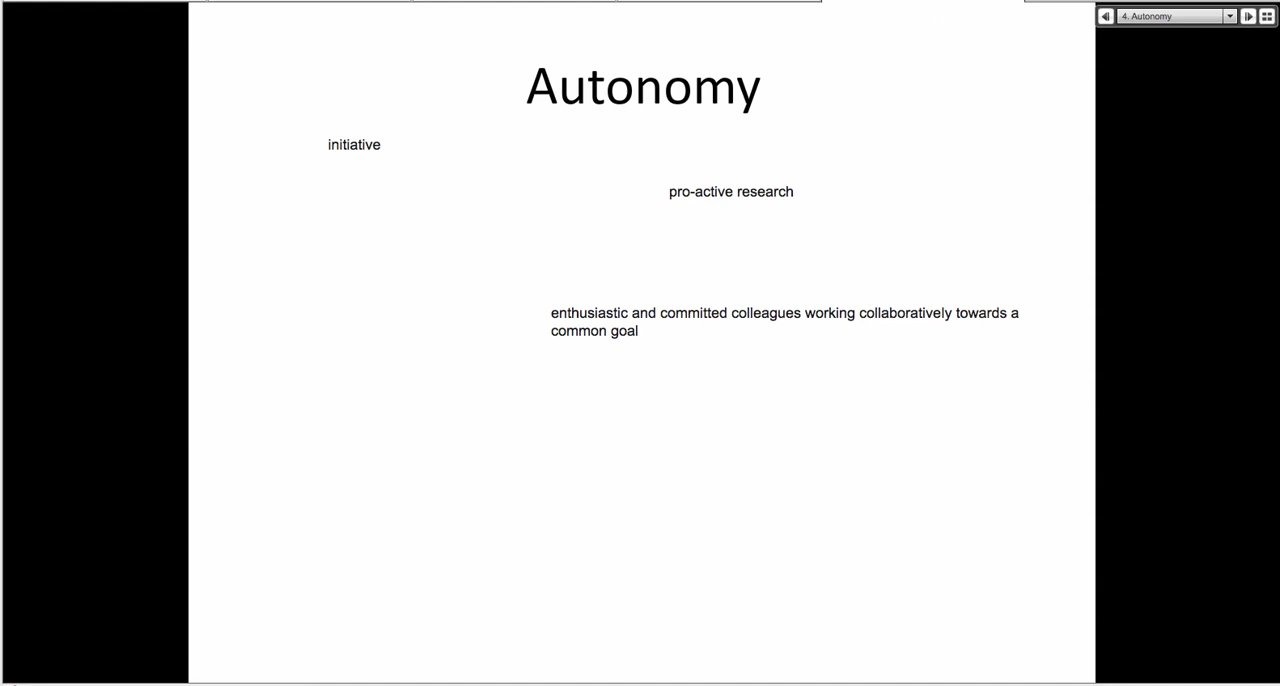 4. Autonomy
Autonomy
initiative
pro-active research
enthusiastic and committed colleagues working collaboratively towards a
common goal